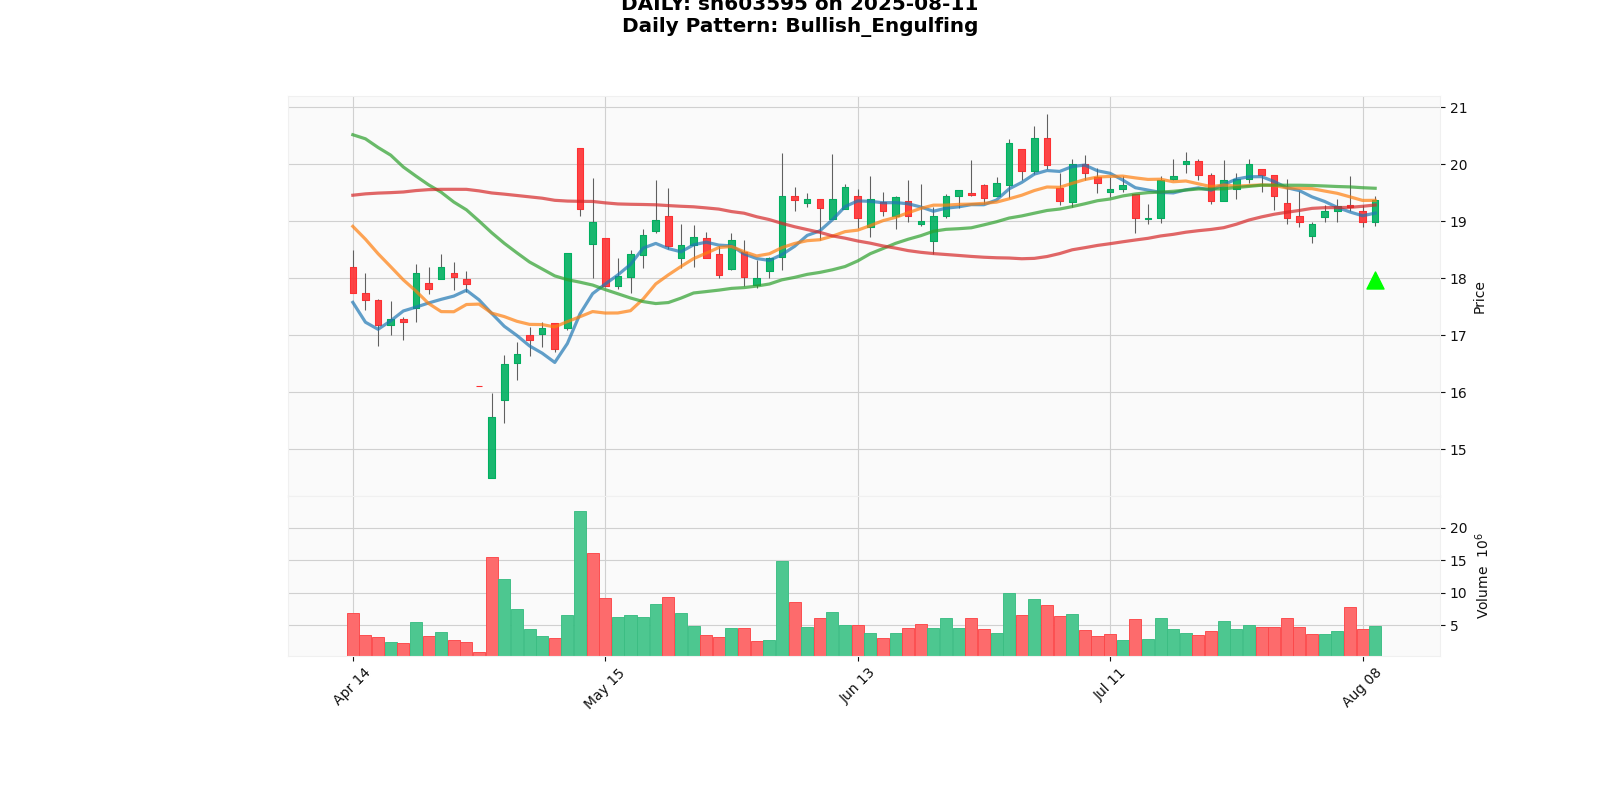 DAILY: sh603595 on 2025-08-11
Daily Pattern: Bullish_Engulfing
21
20
19
18
17
16
15
Price
20
15
10
5
Volume 10^6
Apr 14
May 15
Jun 13
Jul 11
Aug 08